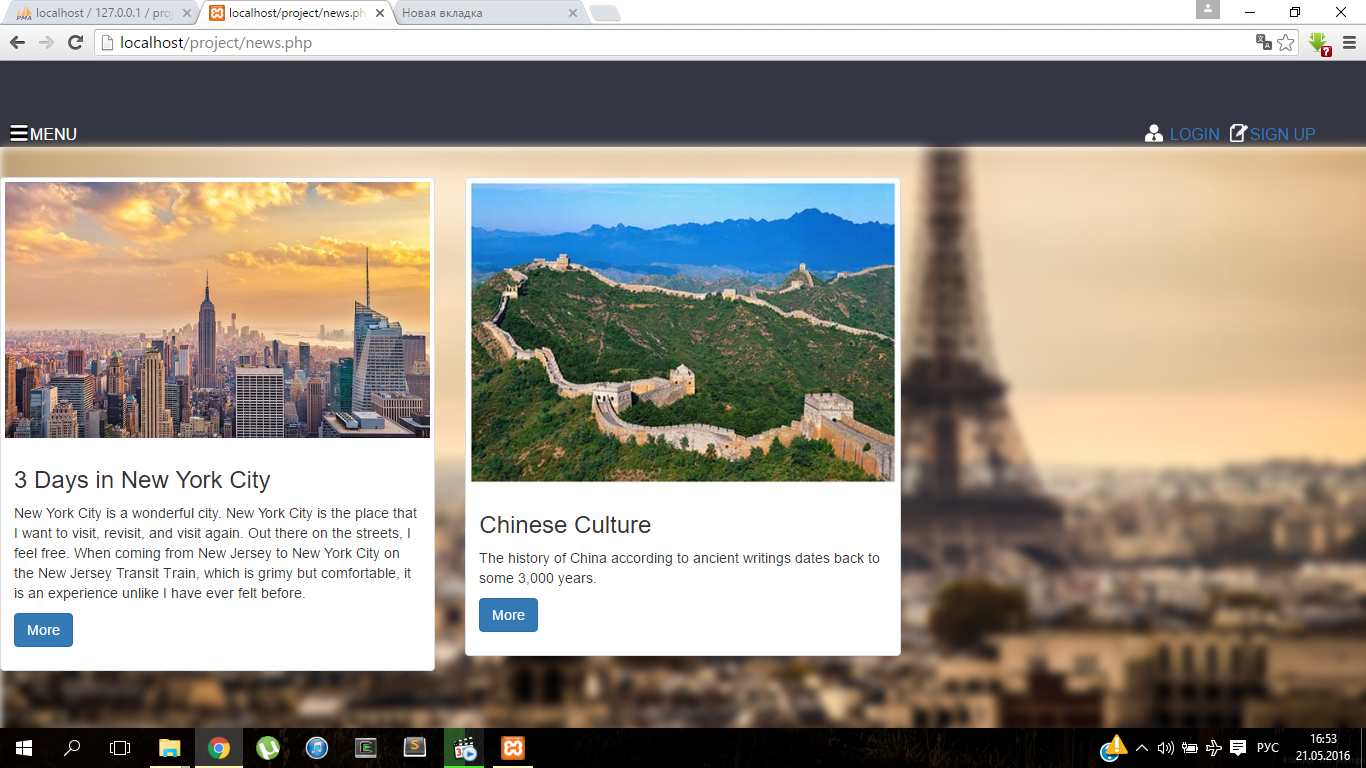 localhost / 127.0.0.1 / proj
localhost/project/news.ph
Новая вкладка
localhost/project/news.php
MENU
LOGIN
SIGN UP
3 Days in New York City
New York City is a wonderful city. New York City is the place that
I want to visit, revisit, and visit again. Out there on the streets, I
feel free. When coming from New Jersey to New York City on
the New Jersey Transit Train, which is grimy but comfortable, it
is an experience unlike I have ever felt before.
More
Chinese Culture
The history of China according to ancient writings dates back to
some 3,000 years.
More
РУС
16:53
21.05.2016